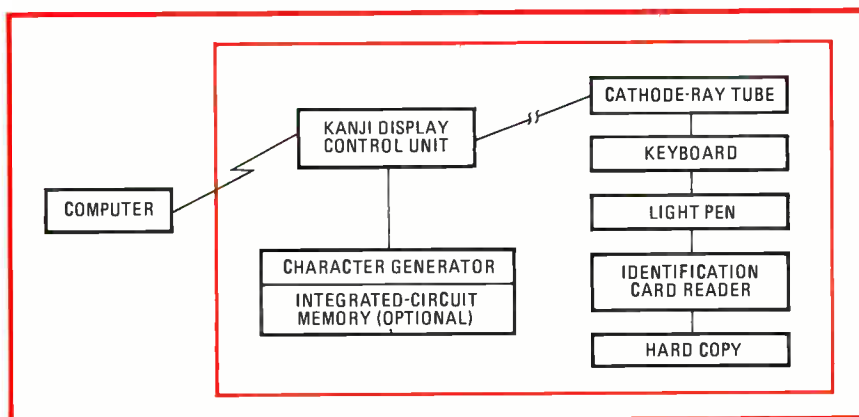 COMPUTER
KANJI DISPLAY
CONTROL UNIT
CHARACTER GENERATOR
INTEGRATED-CIRCUIT
MEMORY (OPTIONAL)
CATHODE-RAY TUBE
KEYBOARD
LIGHT PEN
IDENTIFICATION
CARD READER
HARD COPY